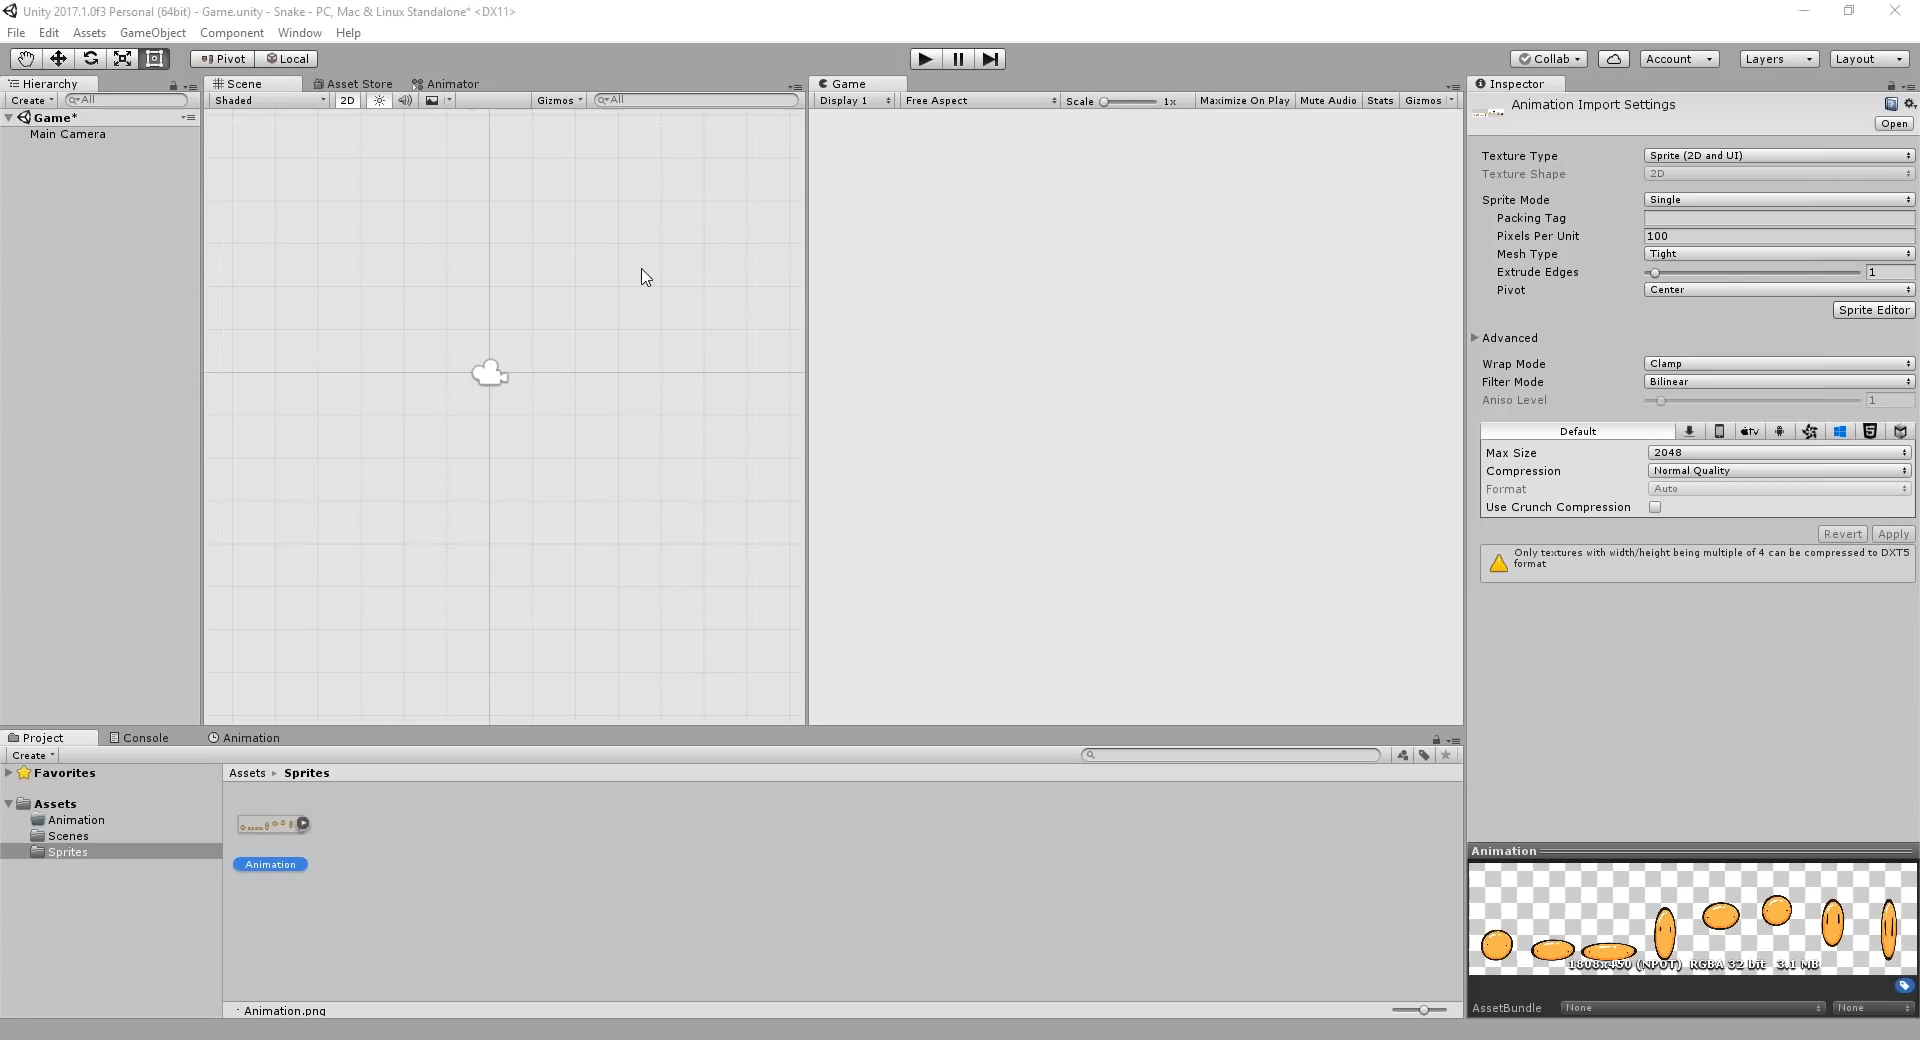 Unity 2017.1.0f3 Personal (64bit) - Game.unity - Snake - PC, Mac & Linux Standalone* <DX11>
File Edit Assets GameObject Component Window Help
Pivot Local Collab Account Layers Layout
Hierarchy Scene Asset Store Animator Game Inspector
Create All Shaded 2D Gizmos All Display 1 Free Aspect Scale 1x Maximize On Play Mute Audio Stats Gizmos
Animation Import Settings
Open
Game*
Main Camera
Texture Type Sprite (2D and UI)
Texture Shape 2D
Sprite Mode Single
Packing Tag
Pixels Per Unit 100
Mesh Type Tight
Extrude Edges 1
Pivot Center
Sprite Editor
Advanced
Wrap Mode Clamp
Filter Mode Bilinear
Aniso Level 1
Default tv
Max Size 2048
Compression Normal Quality
Format Auto
Use Crunch Compression
Revert Apply
Only textures with width/height being multiple of 4 can be compressed to DXT5
format
Project Console Animation
Create
Favorites
Assets
Animation
Scenes
Sprites
Assets ▸ Sprites
Animation
Animation.png
Animation
1808x450 (NPOT) RGBA 32 bit 3.1 MB
AssetBundle None None